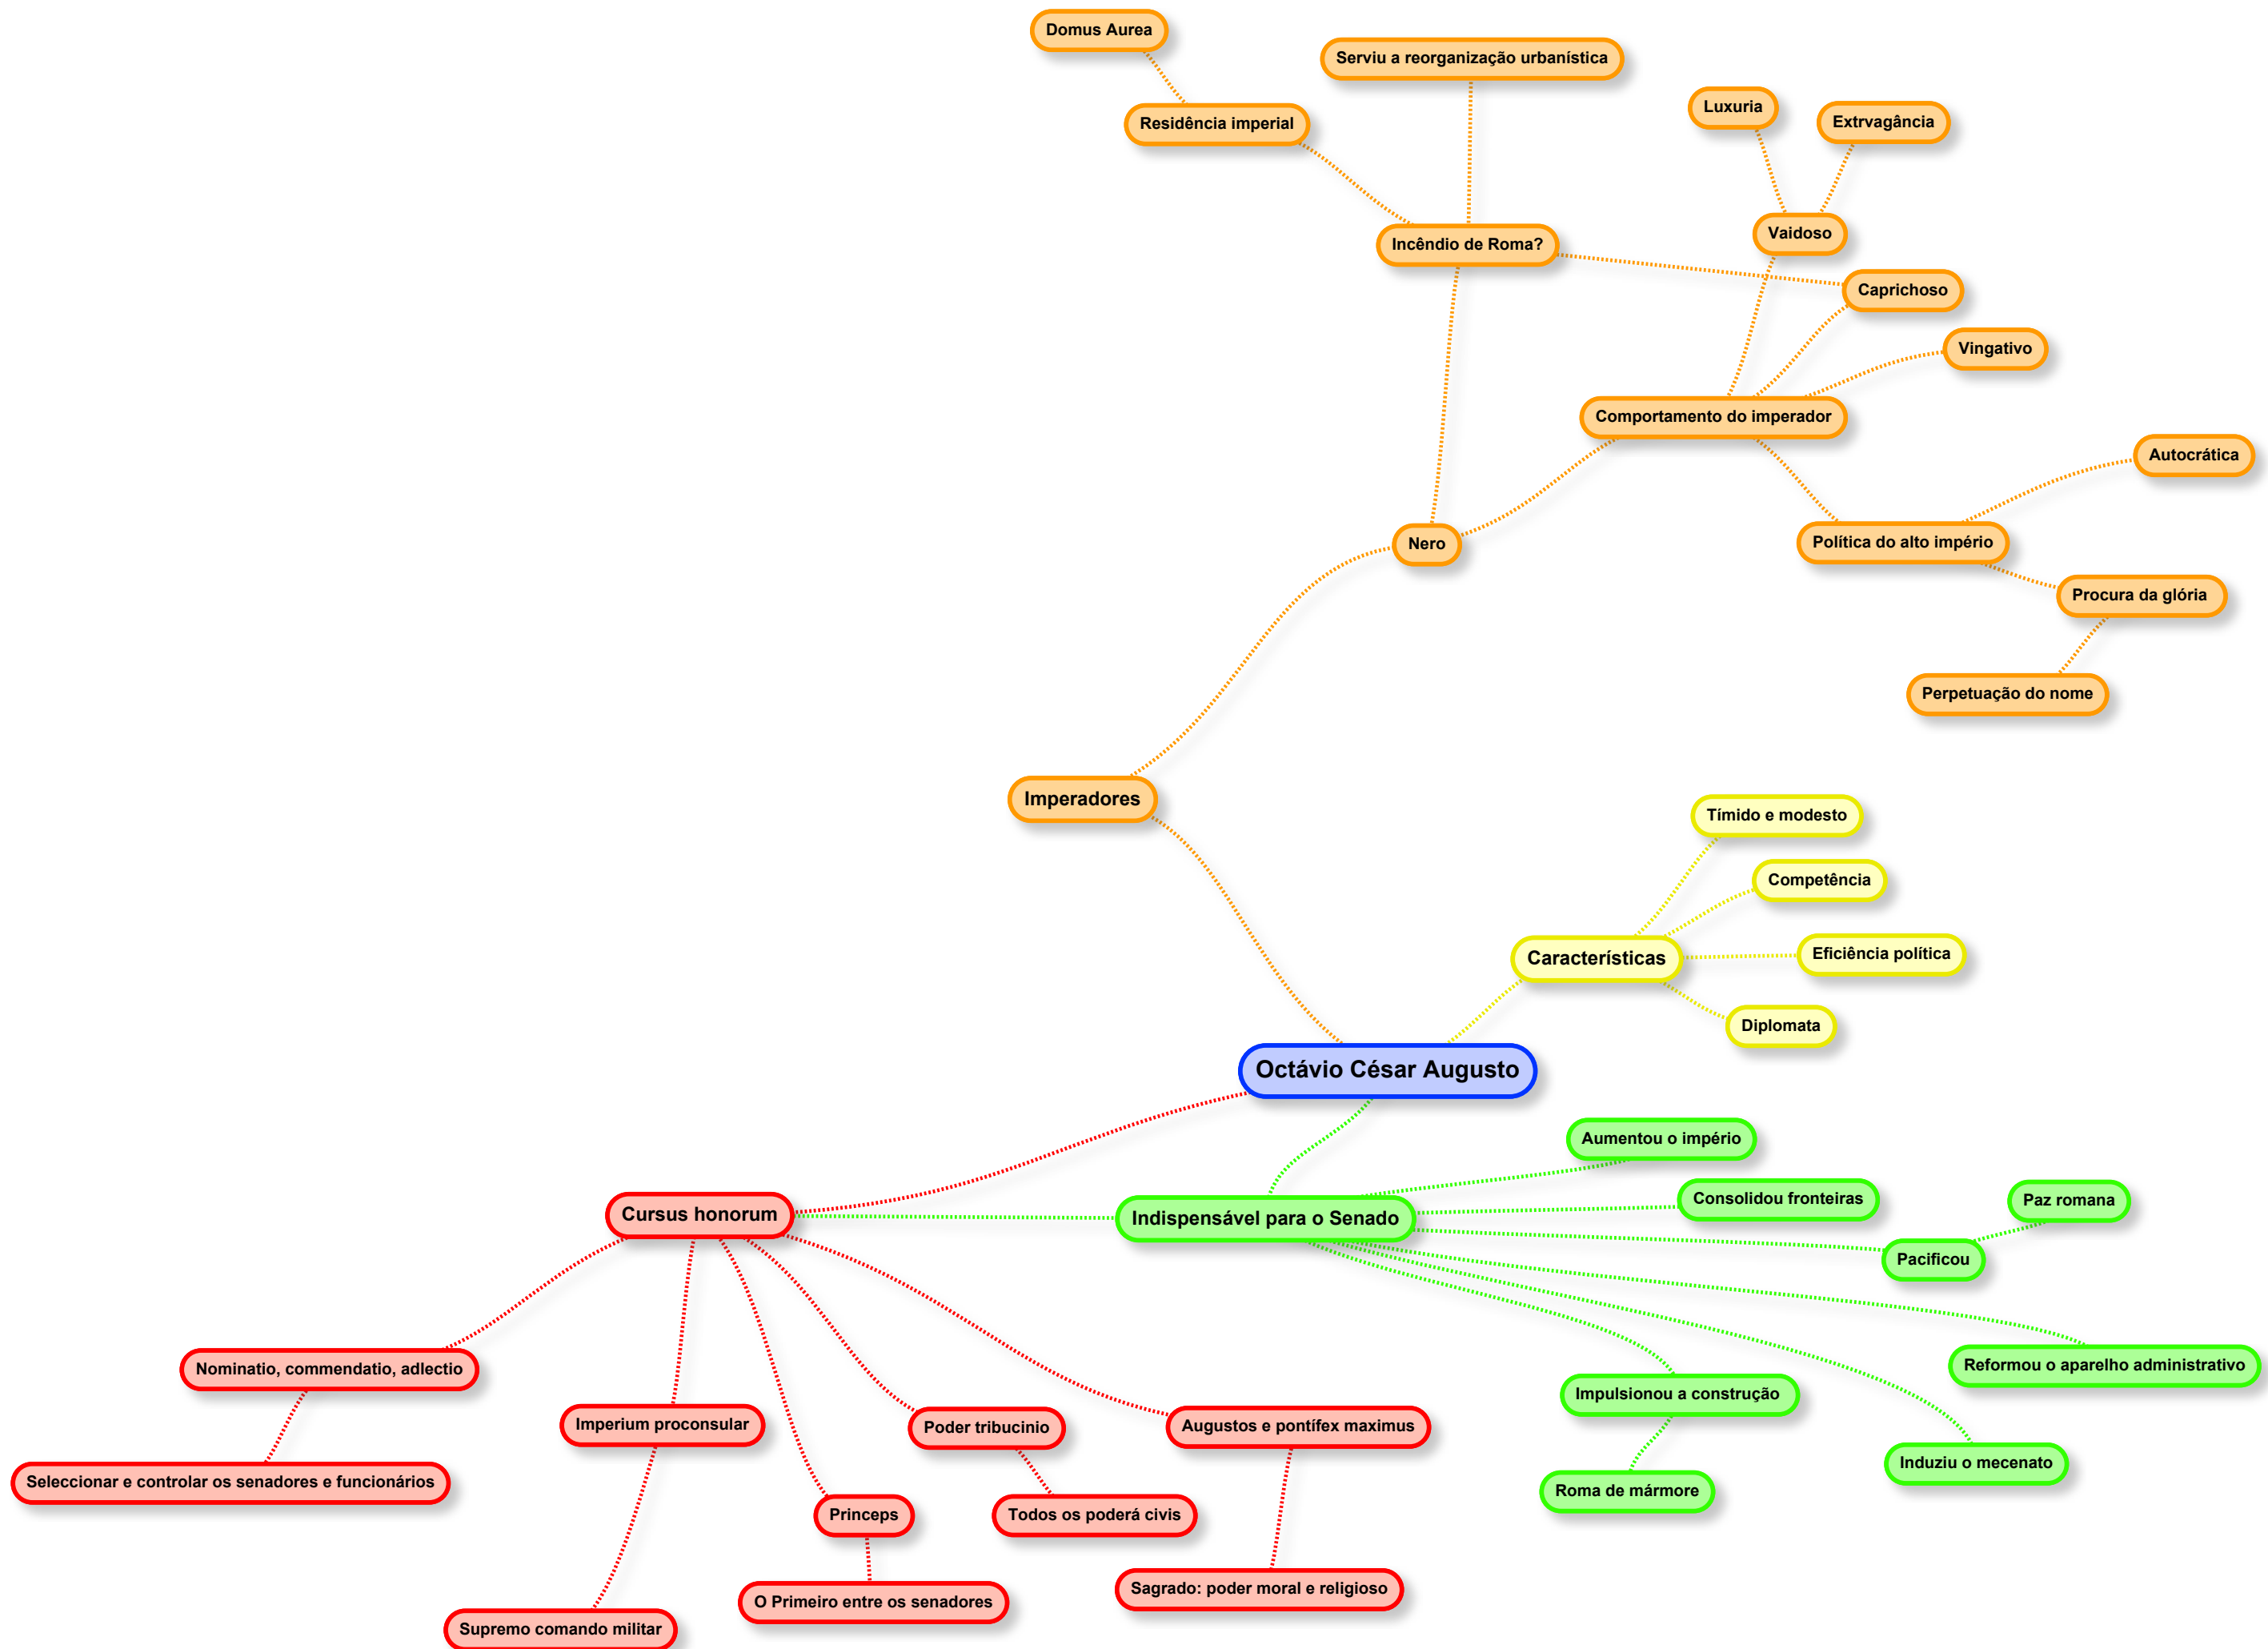 Domus Aurea
Serviu a reorganização urbanística
Luxuria
Extrvagância
Residência imperial
Vaidoso
Incêndio de Roma?
Caprichoso
Vingativo
Comportamento do imperador
Autocrática
Nero
Política do alto império
Procura da glória
Perpetuação do nome
Imperadores
Tímido e modesto
Competência
Características
Eficiência política
Diplomata
Octávio César Augusto
Aumentou o império
Consolidou fronteiras
Paz romana
Cursus honorum
Indispensável para o Senado
Pacificou
Nominatio, commendatio, adlectio
Reformou o aparelho administrativo
Impulsionou a construção
Imperium proconsular
Poder tribucinio
Augustos e pontífex maximus
Induziu o mecenato
Seleccionar e controlar os senadores e funcionários
Roma de mármore
Princeps
Todos os poderá civis
Sagrado: poder moral e religioso
O Primeiro entre os senadores
Supremo comando militar